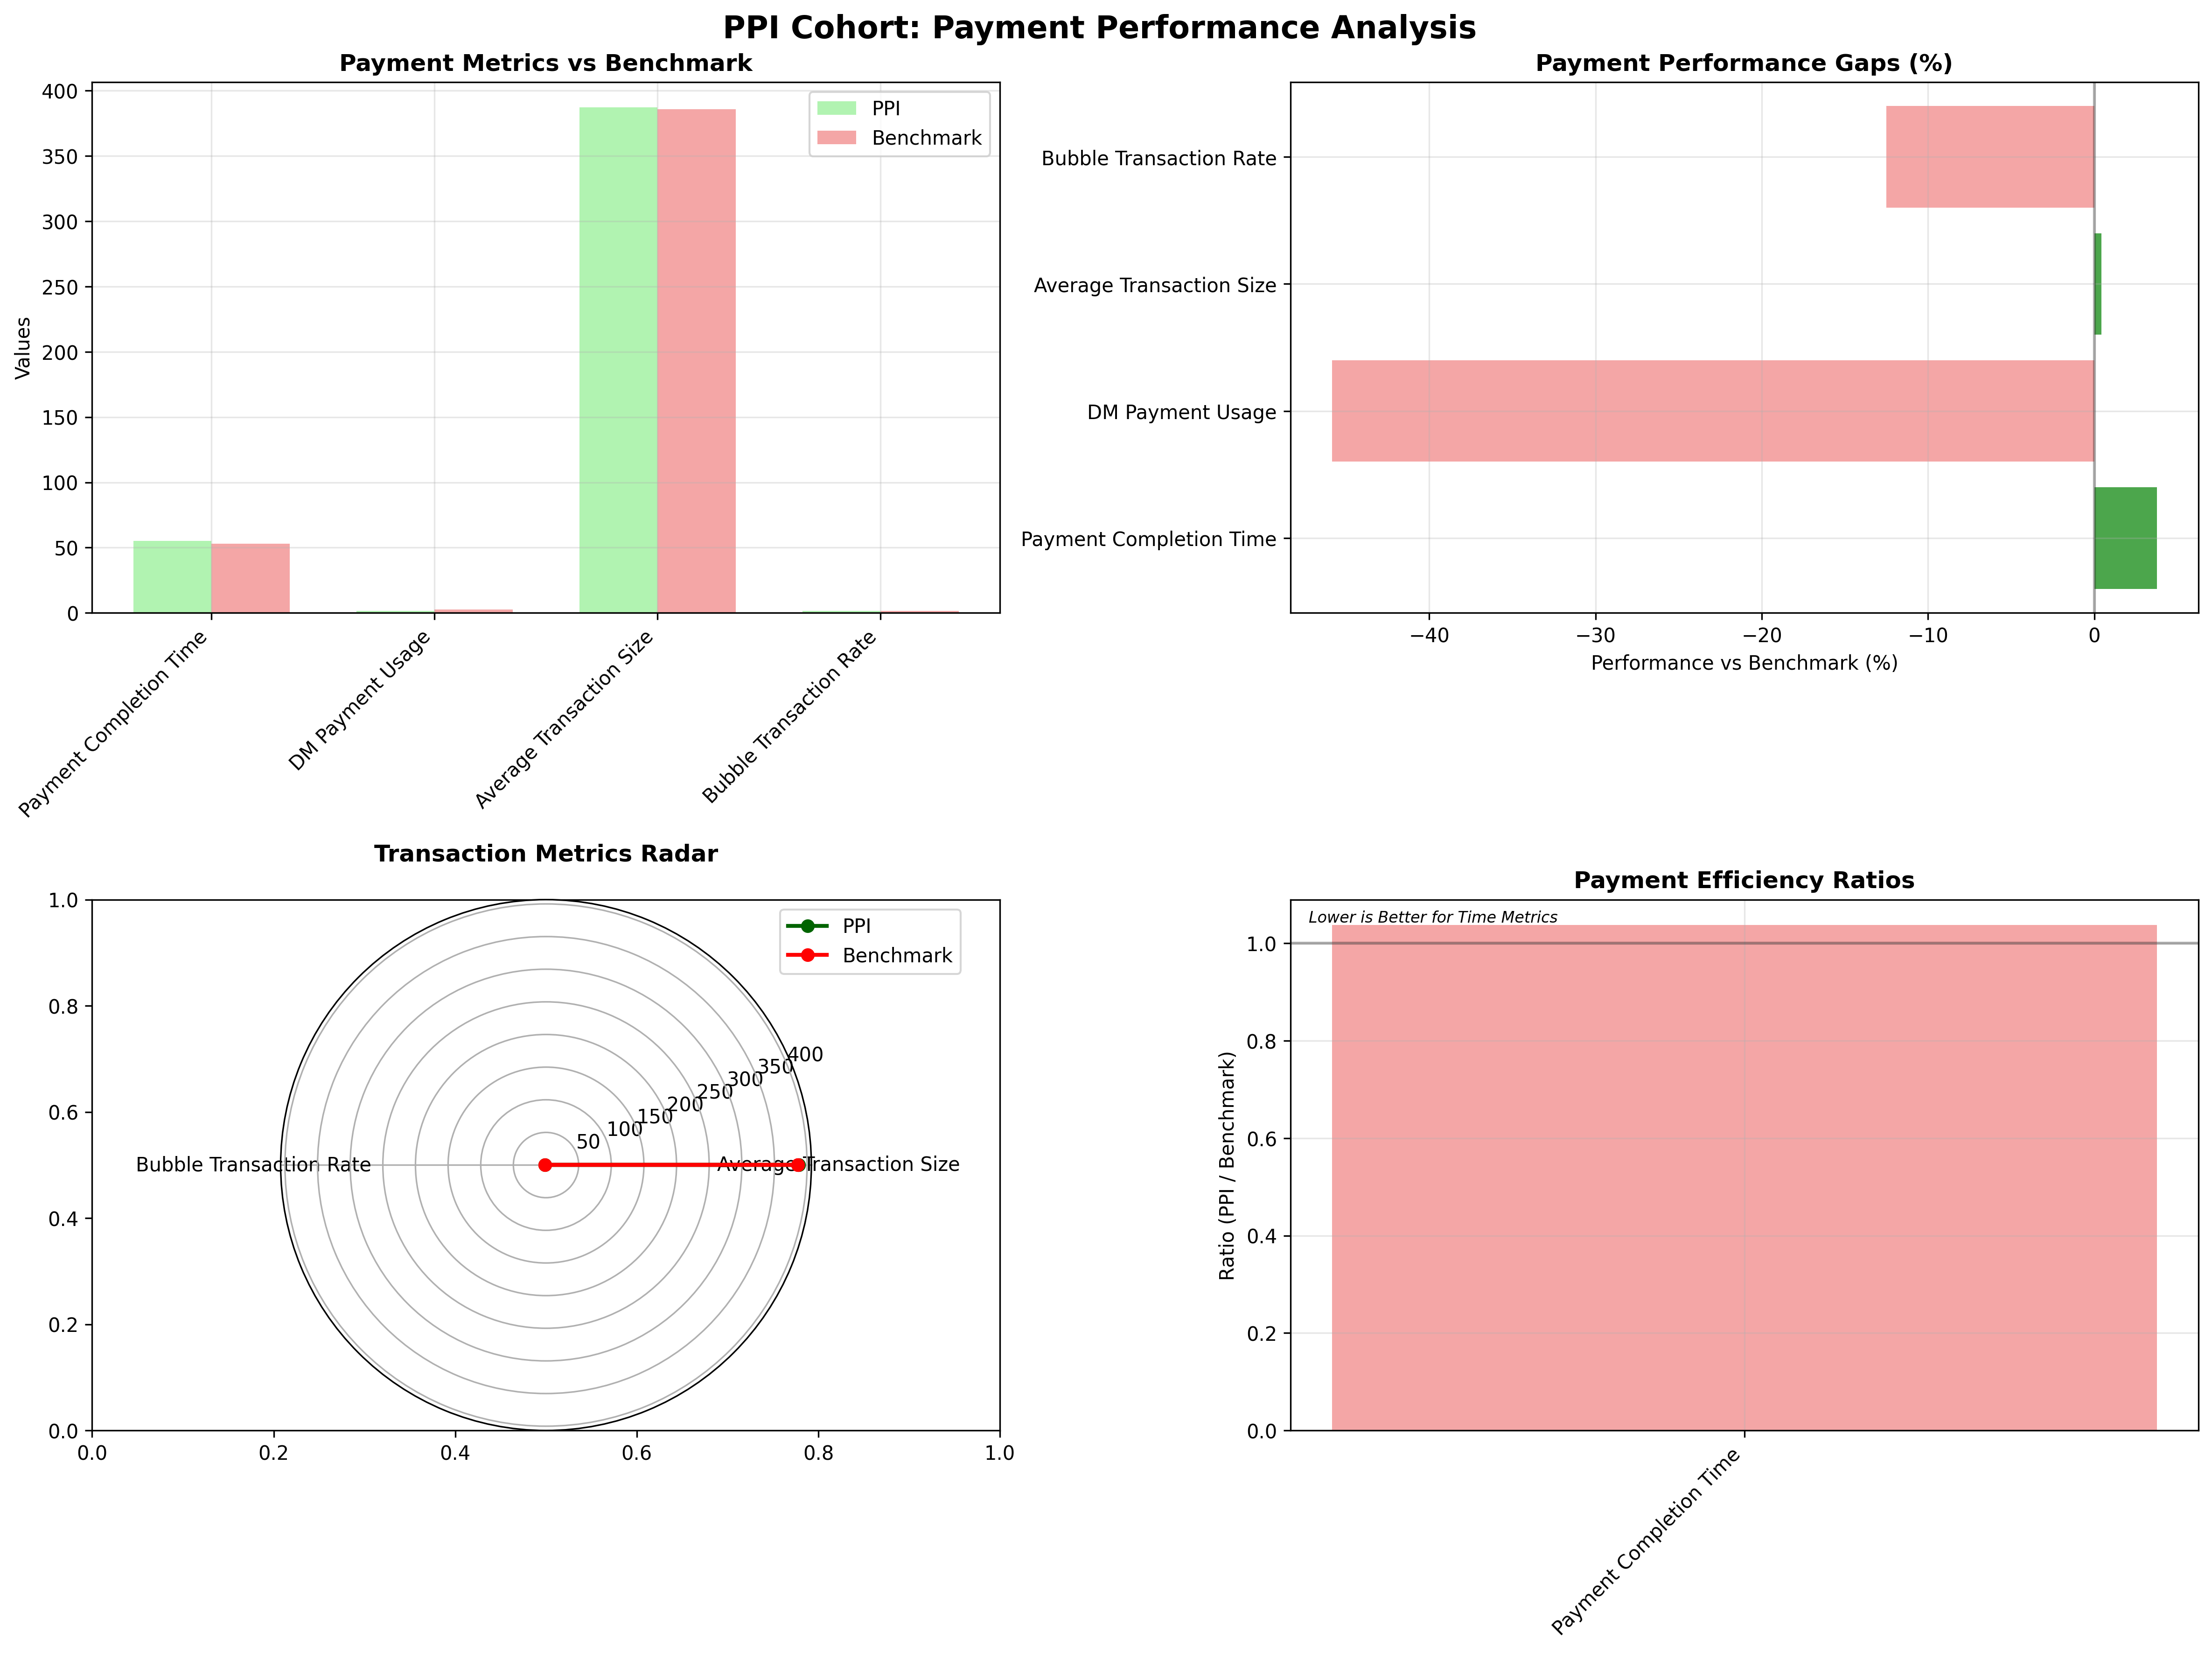 PPI Cohort: Payment Performance Analysis
Payment Metrics vs Benchmark
Values
400
350
300
250
200
150
100
50
0
PPI
Benchmark
Payment Completion Time
DM Payment Usage
Average Transaction Size
Bubble Transaction Rate
Payment Performance Gaps (%)
Bubble Transaction Rate
Average Transaction Size
DM Payment Usage
Payment Completion Time
−40
−30
−20
−10
0
Performance vs Benchmark (%)
Transaction Metrics Radar
1.0
0.8
0.6
0.4
0.2
0.0
0.0
0.2
0.4
0.6
0.8
1.0
PPI
Benchmark
50
100
150
200
250
300
350
400
Bubble Transaction Rate
Average Transaction Size
Payment Efficiency Ratios
Lower is Better for Time Metrics
Ratio (PPI / Benchmark)
1.0
0.8
0.6
0.4
0.2
0.0
Payment Completion Time